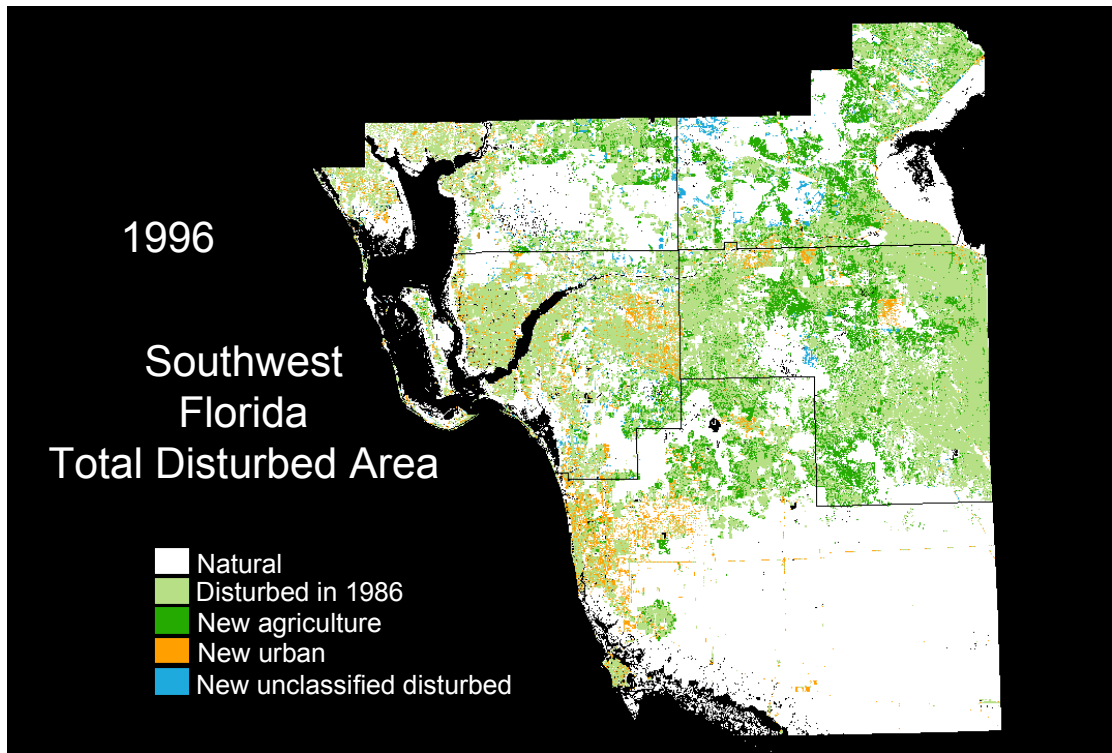 1996
Southwest
Florida
Total Disturbed Area
Natural
Disturbed in 1986
New agriculture
New urban
New unclassified disturbed